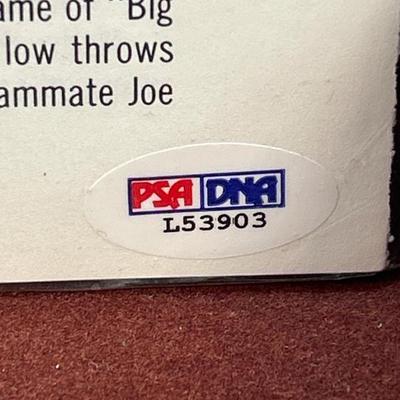 ame of "Big
low throws
ammate Joe
PSA DNA
L53903